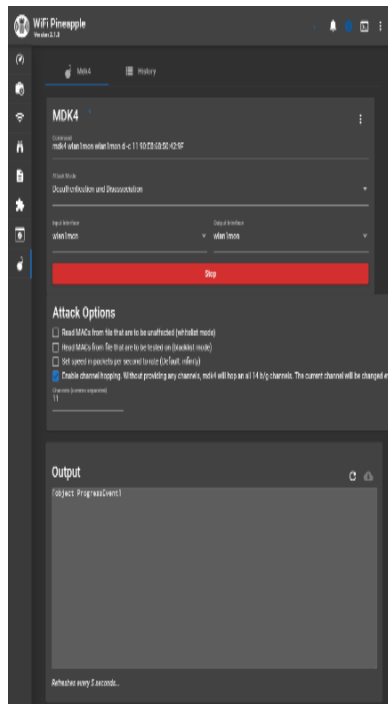 WiFi Pineapple
Mdk4
History
MDK4
Command
Attack Mode
Deauthentication and Disassociation
Input Interface
Output Interface
wlan1mon
wlan1mon
Stop
Attack Options
Read MACs from file that are to be unaffected (whitelist mode)
Read MACs from file that are to be tested on (blacklist mode)
Set speed in packets per second to rate (Default: infinity)
Enable channel hopping. Without providing any channels, mdk4 will hop an all 14 b/g channels. The current channel will be changed e
Channels (comma separated)
11
Output
[object ProgressEvent]
Refreshes every 5 seconds...